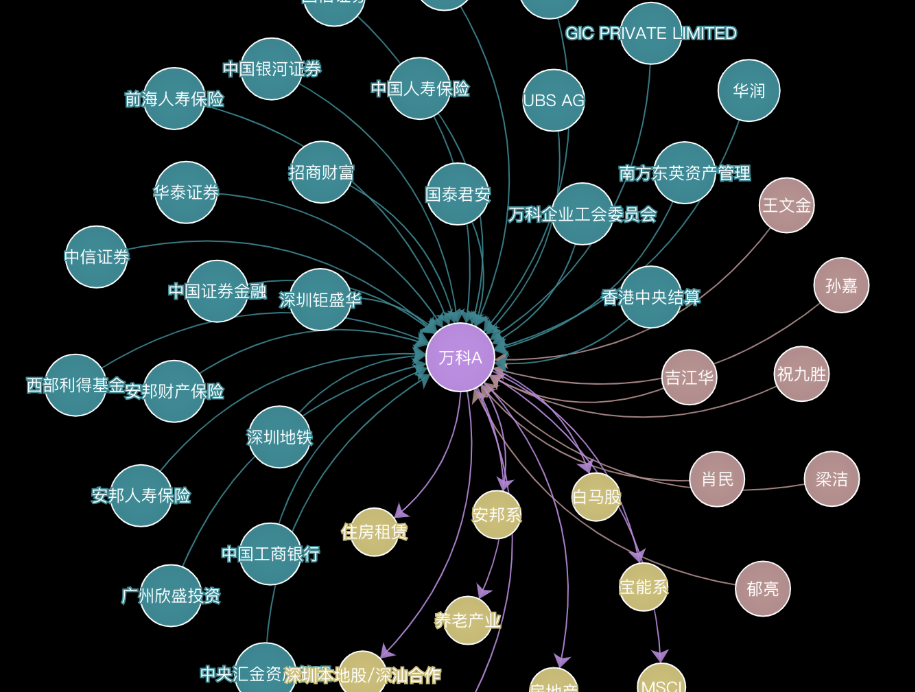 GIC PRIVATE LIMITED
中国银河证券
中国人寿保险
华润
前海人寿保险
UBS AG
招商财富
南方东英资产管理
华泰证券
国泰君安
王文金
万科企业工会委员会
中信证券
中国证券金融
深圳钜盛华
香港中央结算
孙嘉
万科A
吉江华
祝九胜
西部利得基金
安邦财产保险
深圳地铁
肖民
梁洁
安邦人寿保险
白马股
安邦系
住房租赁
中国工商银行
宝能系
郁亮
广州欣盛投资
养老产业
中央汇金资
深圳本地股/深汕合作
房地产
MSCI